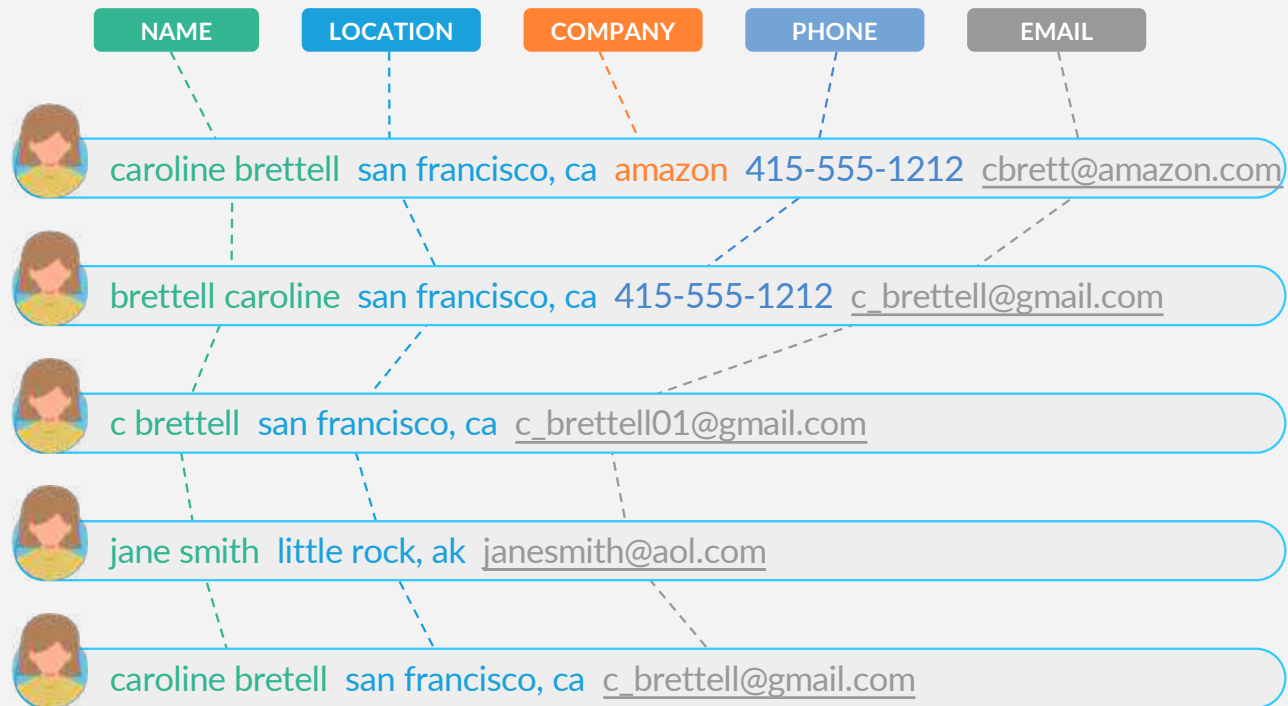 NAME LOCATION COMPANY PHONE EMAIL
caroline brettell san francisco, ca amazon 415-555-1212 cbrett@amazon.com
brettell caroline san francisco, ca 415-555-1212 c_brettell@gmail.com
c brettell san francisco, ca c_brettell01@gmail.com
jane smith little rock, ak janesmith@aol.com
caroline bretell san francisco, ca c_brettell@gmail.com